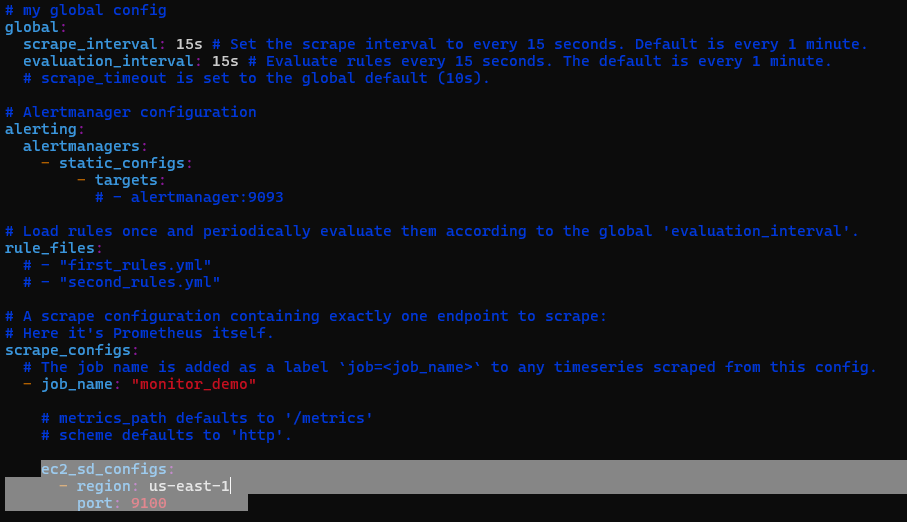 # my global config
global:
  scrape_interval: 15s # Set the scrape interval to every 15 seconds. Default is every 1 minute.
  evaluation_interval: 15s # Evaluate rules every 15 seconds. The default is every 1 minute.
  # scrape_timeout is set to the global default (10s).

# Alertmanager configuration
alerting:
  alertmanagers:
    - static_configs:
        - targets:
          # - alertmanager:9093

# Load rules once and periodically evaluate them according to the global 'evaluation_interval'.
rule_files:
  # - "first_rules.yml"
  # - "second_rules.yml"

# A scrape configuration containing exactly one endpoint to scrape:
# Here it's Prometheus itself.
scrape_configs:
  # The job name is added as a label `job=<job_name>` to any timeseries scraped from this config.
  - job_name: "monitor_demo"

    # metrics_path defaults to '/metrics'
    # scheme defaults to 'http'.

    ec2_sd_configs:
      - region: us-east-1
        port: 9100